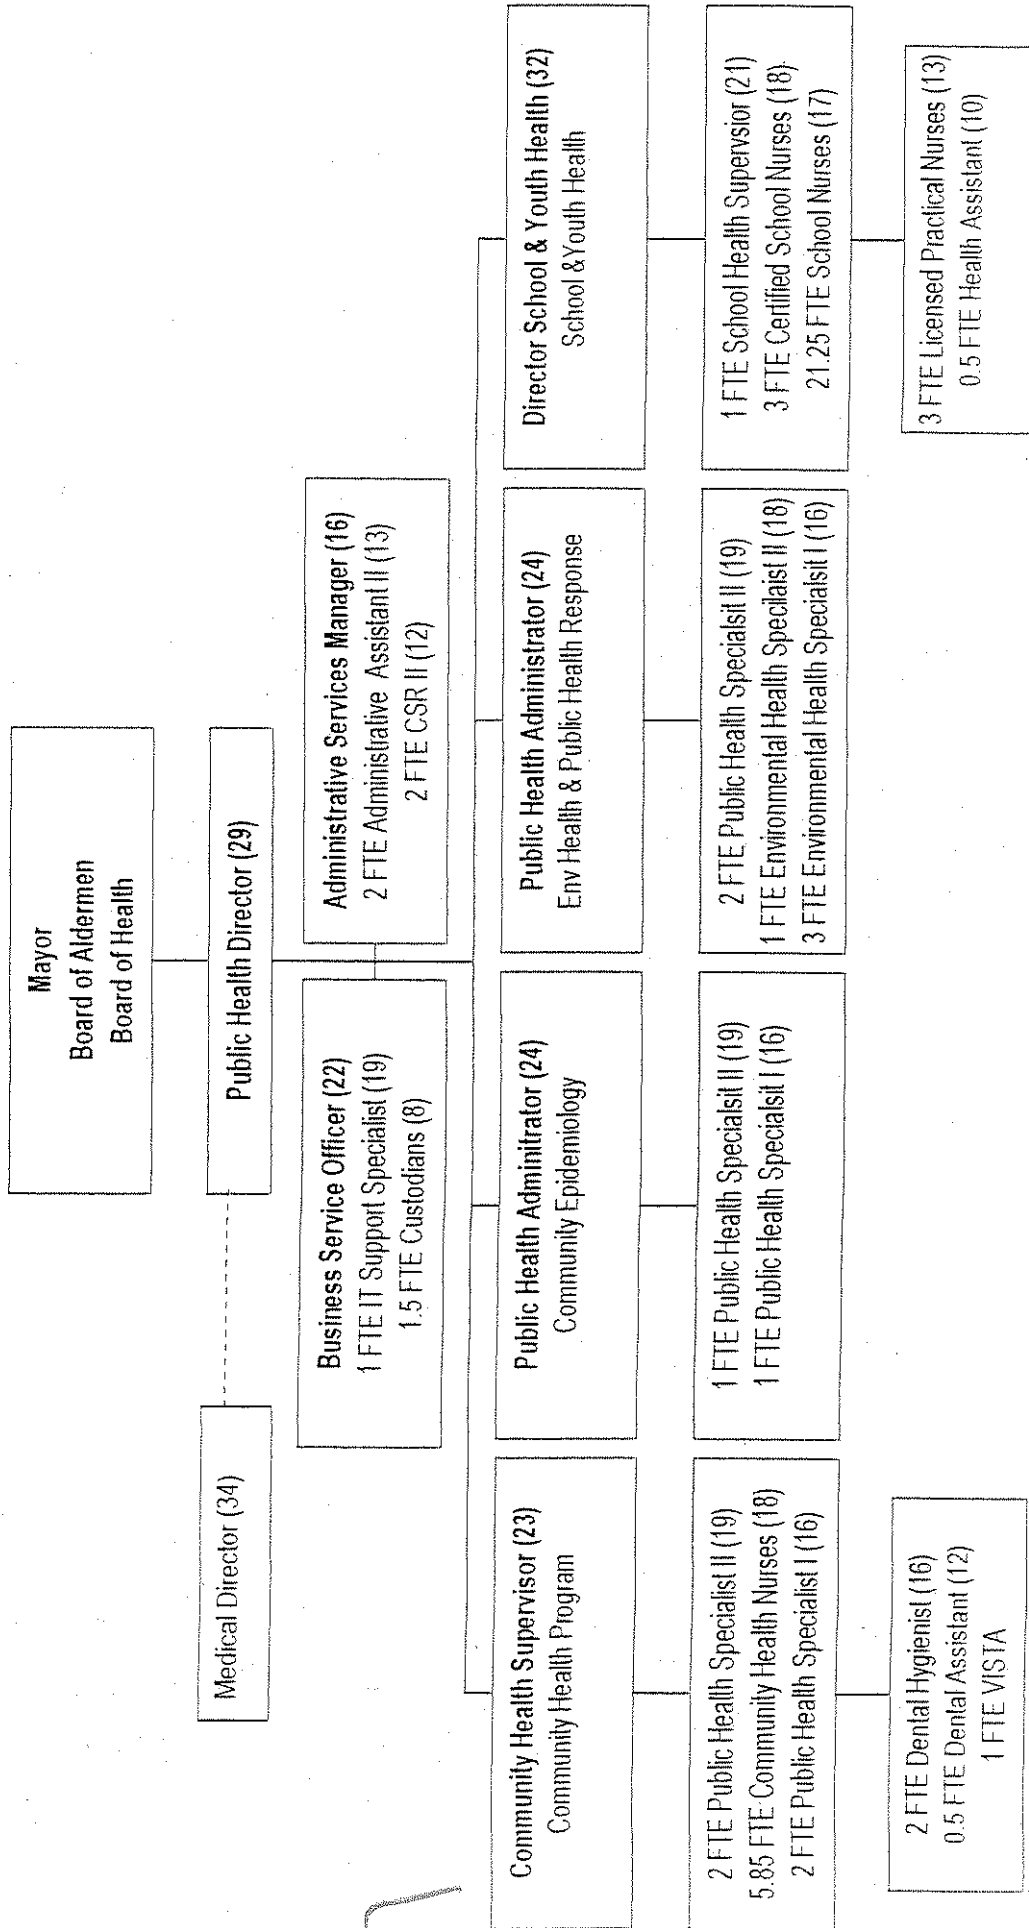 Mayor
Board of Aldermen
Board of Health
Medical Director (34)
Public Health Director (29)
Business Service Officer (22)
1 FTE IT Support Specialist (19)
1.5 FTE Custodians (8)
Administrative Services Manager (16)
2 FTE Administrative Assistant II (13)
2 FTE CSR II (12)
Community Health Supervisor (23)
Community Health Program
Public Health Adminitrator (24)
Community Epidemiology
Public Health Administrator (24)
Env Health & Public Health Response
Director School & Youth Health (32)
School & Youth Health
2 FTE Public Health Specialist II (19)
5.85 FTE Community Health Nurses (18)
2 FTE Public Health Specialist I (16)
1 FTE Public Health Specialsit II (19)
1 FTE Public Health Specialsit I (16)
2 FTE Public Health Specialsit II (19)
1 FTE Environmental Health Specilaist II (18)
3 FTE Environmental Health Specialsit I (16)
1 FTE School Health Supervsior (21)
3 FTE Certified School Nurses (18)
21.25 FTE School Nurses (17)
2 FTE Dental Hygienist (16)
0.5 FTE Dental Assistant (12)
1 FTE VISTA
3 FTE Licensed Practical Nurses (13)
0.5 FTE Health Assistant (10)